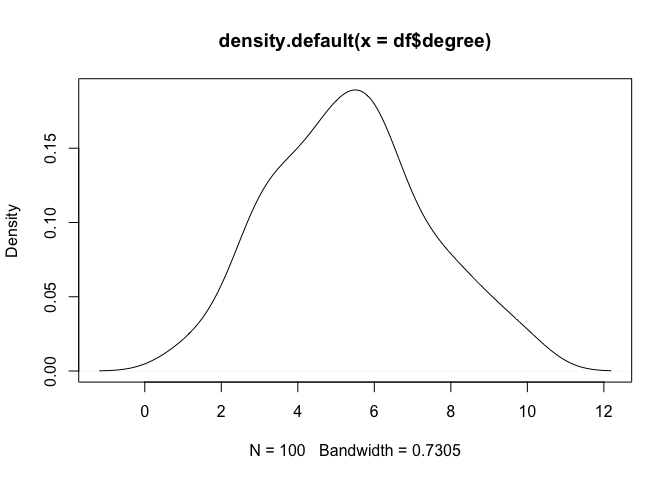 density.default(x = df$degree)
Density
0.15
0.10
0.05
0.00
0 2 4 6 8 10 12
N = 100 Bandwidth = 0.7305